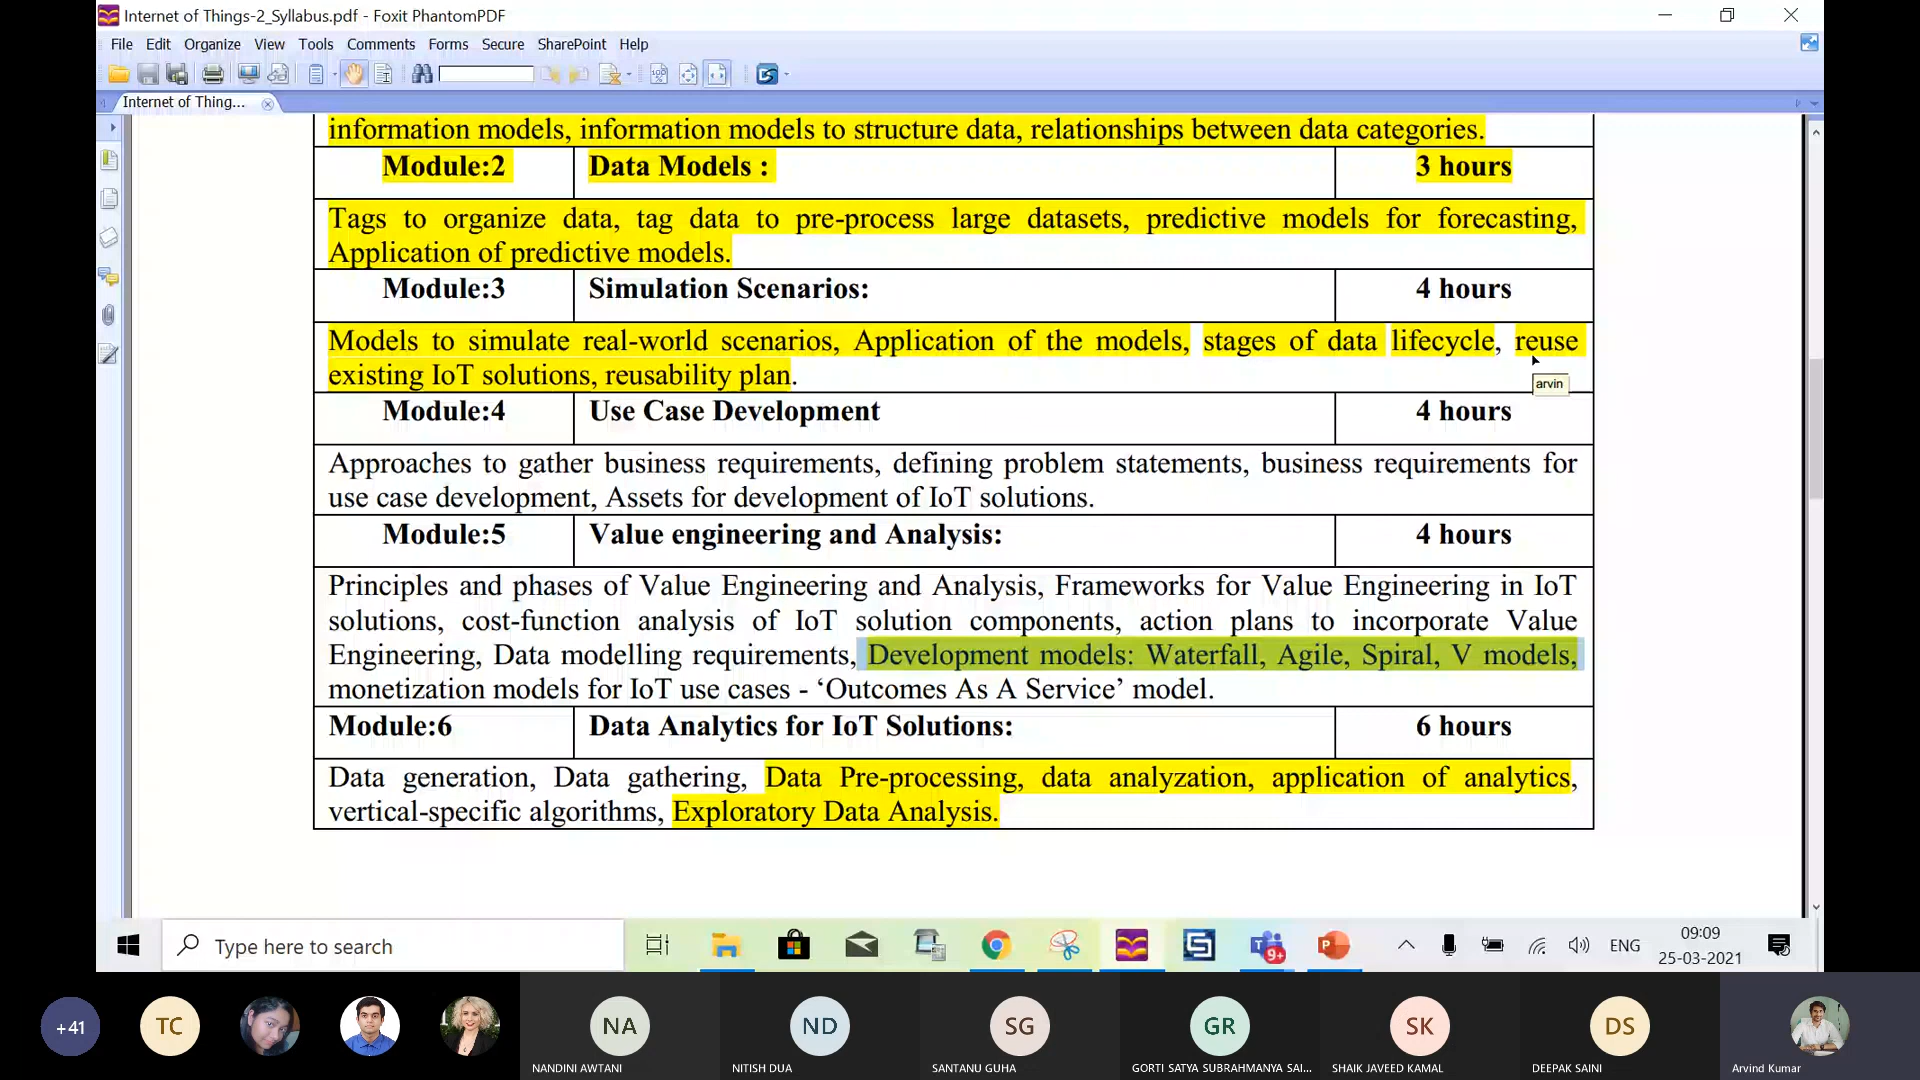 Internet of Things-2_Syllabus.pdf - Foxit PhantomPDF
File Edit Organize View Tools Comments Forms Secure SharePoint Help
Internet of Thing...
information models, information models to structure data, relationships between data categories.
Module:2 Data Models : 3 hours
Tags to organize data, tag data to pre-process large datasets, predictive models for forecasting,
Application of predictive models.
Module:3 Simulation Scenarios: 4 hours
Models to simulate real-world scenarios, Application of the models, stages of data lifecycle, reuse
existing IoT solutions, reusability plan.
arvin
Module:4 Use Case Development 4 hours
Approaches to gather business requirements, defining problem statements, business requirements for
use case development, Assets for development of IoT solutions.
Module:5 Value engineering and Analysis: 4 hours
Principles and phases of Value Engineering and Analysis, Frameworks for Value Engineering in IoT
solutions, cost-function analysis of IoT solution components, action plans to incorporate Value
Engineering, Data modelling requirements, Development models: Waterfall, Agile, Spiral, V models,
monetization models for IoT use cases - ‘Outcomes As A Service’ model.
Module:6 Data Analytics for IoT Solutions: 6 hours
Data generation, Data gathering, Data Pre-processing, data analyzation, application of analytics,
vertical-specific algorithms, Exploratory Data Analysis.
Type here to search
9+
ENG
09:09
25-03-2021
+41 TC NA ND SG GR SK DS
NANDINI AWTANI NITISH DUA SANTANU GUHA GORTI SATYA SUBRAHMANYA SAI... SHAIK JAVEED KAMAL DEEPAK SAINI Arvind Kumar